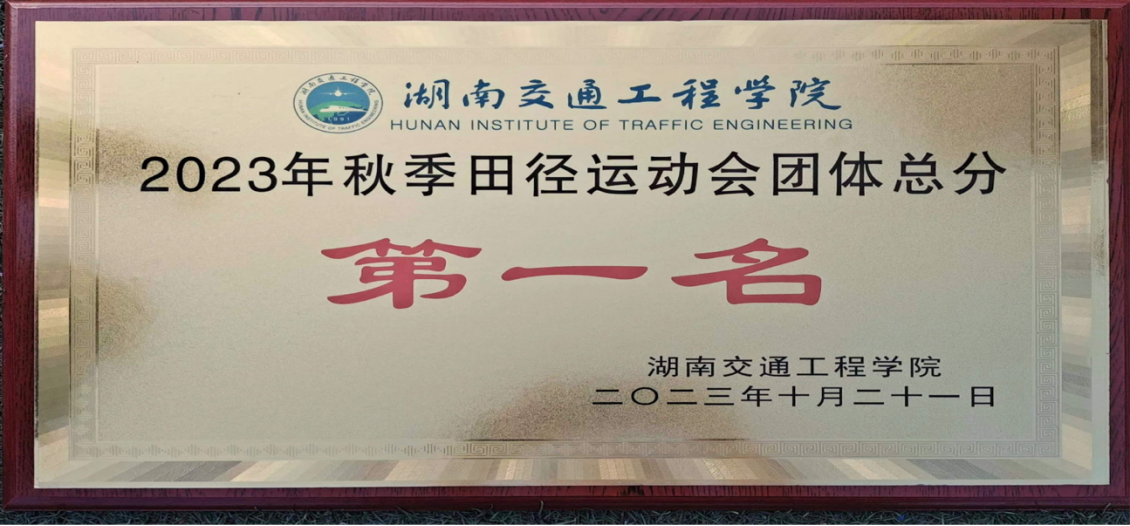 湖南交通工程学院
HUNAN INSTITUTE OF TRAFFIC ENGINEERING
2023年秋季田径运动会团体总分
第一名
湖南交通工程学院
二〇二三年十月二十一日